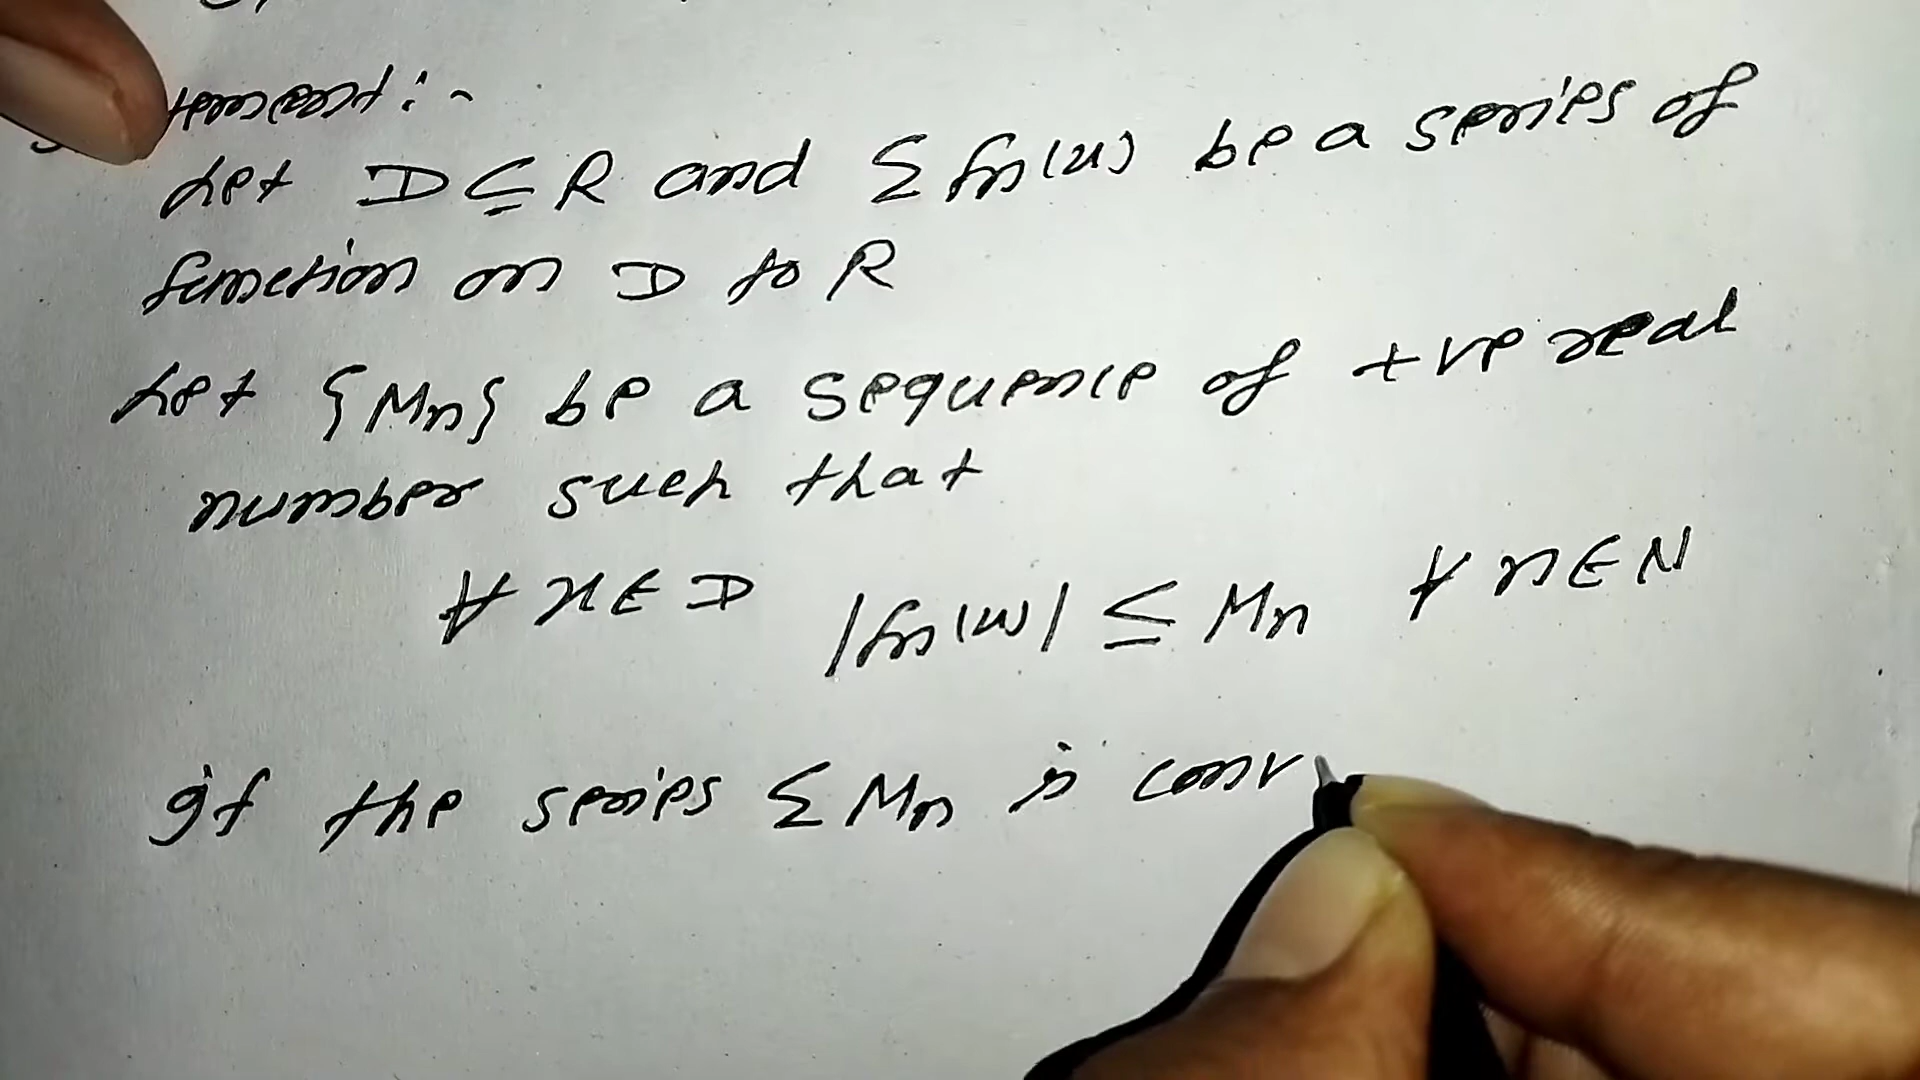 tement :-
Let D ⊆ R and Σ fn(x) be a series of
function on D to R
Let {Mn} be a sequence of +ve real
number such that
∀ x ∈ D |fn(x)| ≤ Mn ∀ n ∈ N
If the series Σ Mn is conv